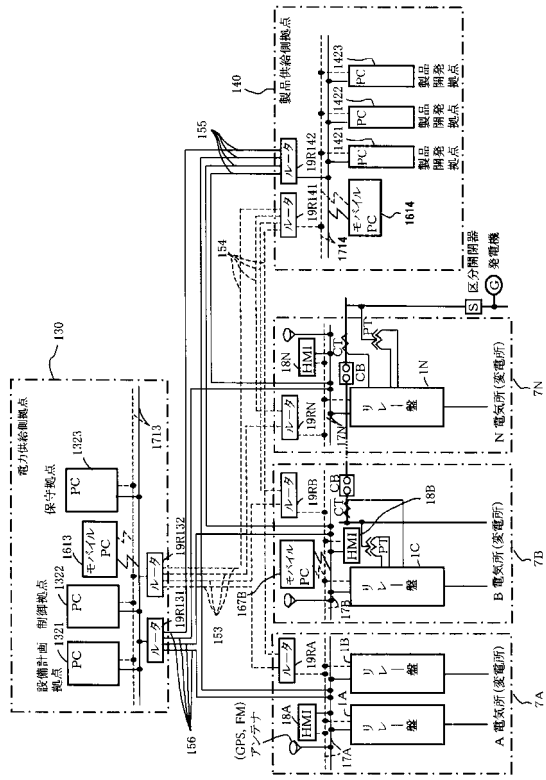 130
電力供給側拠点
設備計画拠点
1321
PC
制御拠点
1322
PC
1613
モバイルPC
保守拠点
1323
PC
1713
ルータ
19R131
ルータ
19R132
156
153
154
155
140
製品供給側拠点
ルータ
19R141
ルータ
19R142
モバイルPC
1614
1714
PC
1421
製品開発拠点
PC
1422
製品開発拠点
PC
1423
製品開発拠点
(GPS, FM)
アンテナ
18A
HMI
17A
ルータ
19RA
1A
リレー盤
1B
リレー盤
A 電気所(変電所)
7A
167B
モバイルPC
ルータ
19RB
17B
HMI
18B
CT
CB
PT
1C
リレー盤
B 電気所(変電所)
7B
ルータ
19RN
18N
HMI
17N
CT
CB
PT
1N
リレー盤
N 電気所(変電所)
7N
S
区分開閉器
G
発電機